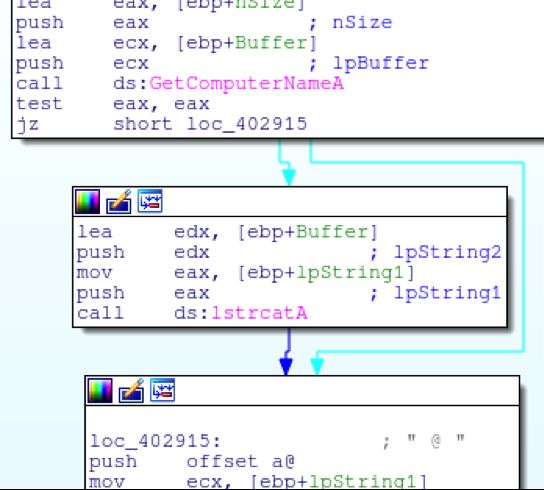 lea eax, [ebp+nSize]
push eax ; nSize
lea ecx, [ebp+Buffer]
push ecx ; lpBuffer
call ds:GetComputerNameA
test eax, eax
jz short loc_402915
lea edx, [ebp+Buffer]
push edx ; lpString2
mov eax, [ebp+lpString1]
push eax ; lpString1
call ds:lstrcatA
loc_402915: ; " @ "
push offset a@
mov ecx, [ebp+lpString1]